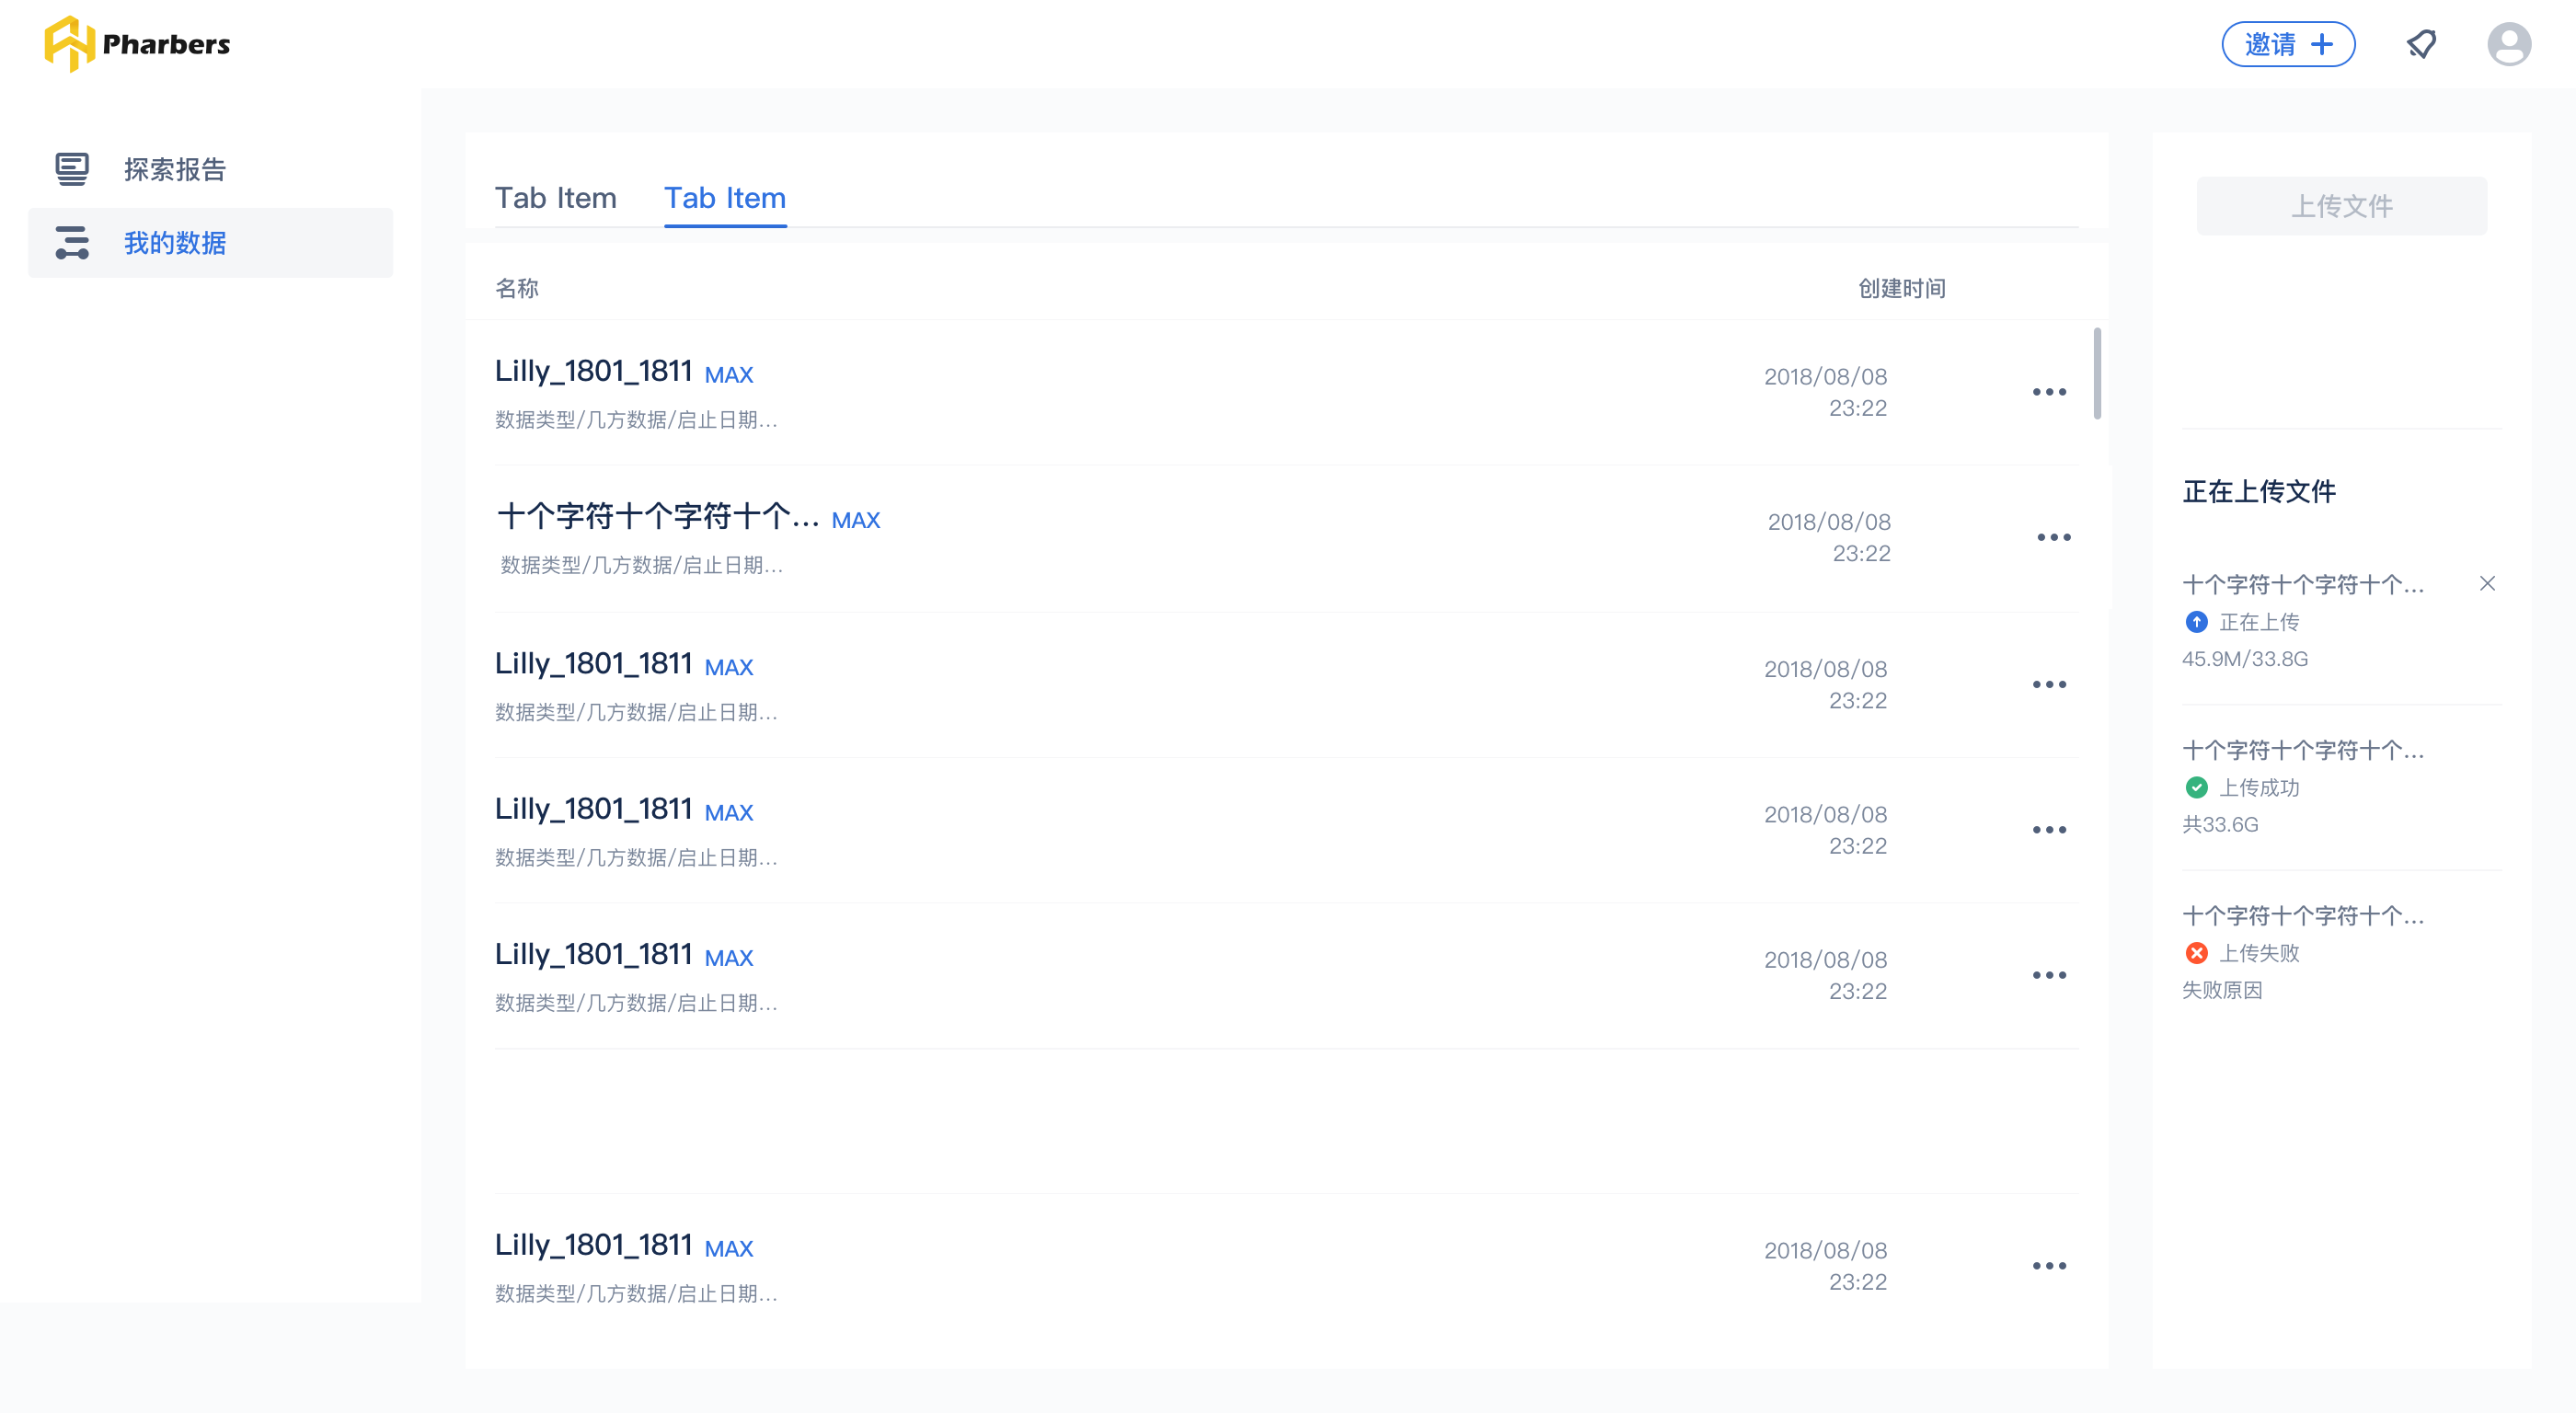 Pharbers
邀请
探索报告
我的数据
Tab Item
Tab Item
名称
创建时间
Lilly_1801_1811 MAX
数据类型/几方数据/启止日期...
2018/08/08
23:22
十个字符十个字符十个... MAX
数据类型/几方数据/启止日期...
2018/08/08
23:22
Lilly_1801_1811 MAX
数据类型/几方数据/启止日期...
2018/08/08
23:22
Lilly_1801_1811 MAX
数据类型/几方数据/启止日期...
2018/08/08
23:22
Lilly_1801_1811 MAX
数据类型/几方数据/启止日期...
2018/08/08
23:22
Lilly_1801_1811 MAX
数据类型/几方数据/启止日期...
2018/08/08
23:22
上传文件
正在上传文件
十个字符十个字符十个...
正在上传
45.9M/33.8G
十个字符十个字符十个...
上传成功
共33.6G
十个字符十个字符十个...
上传失败
失败原因